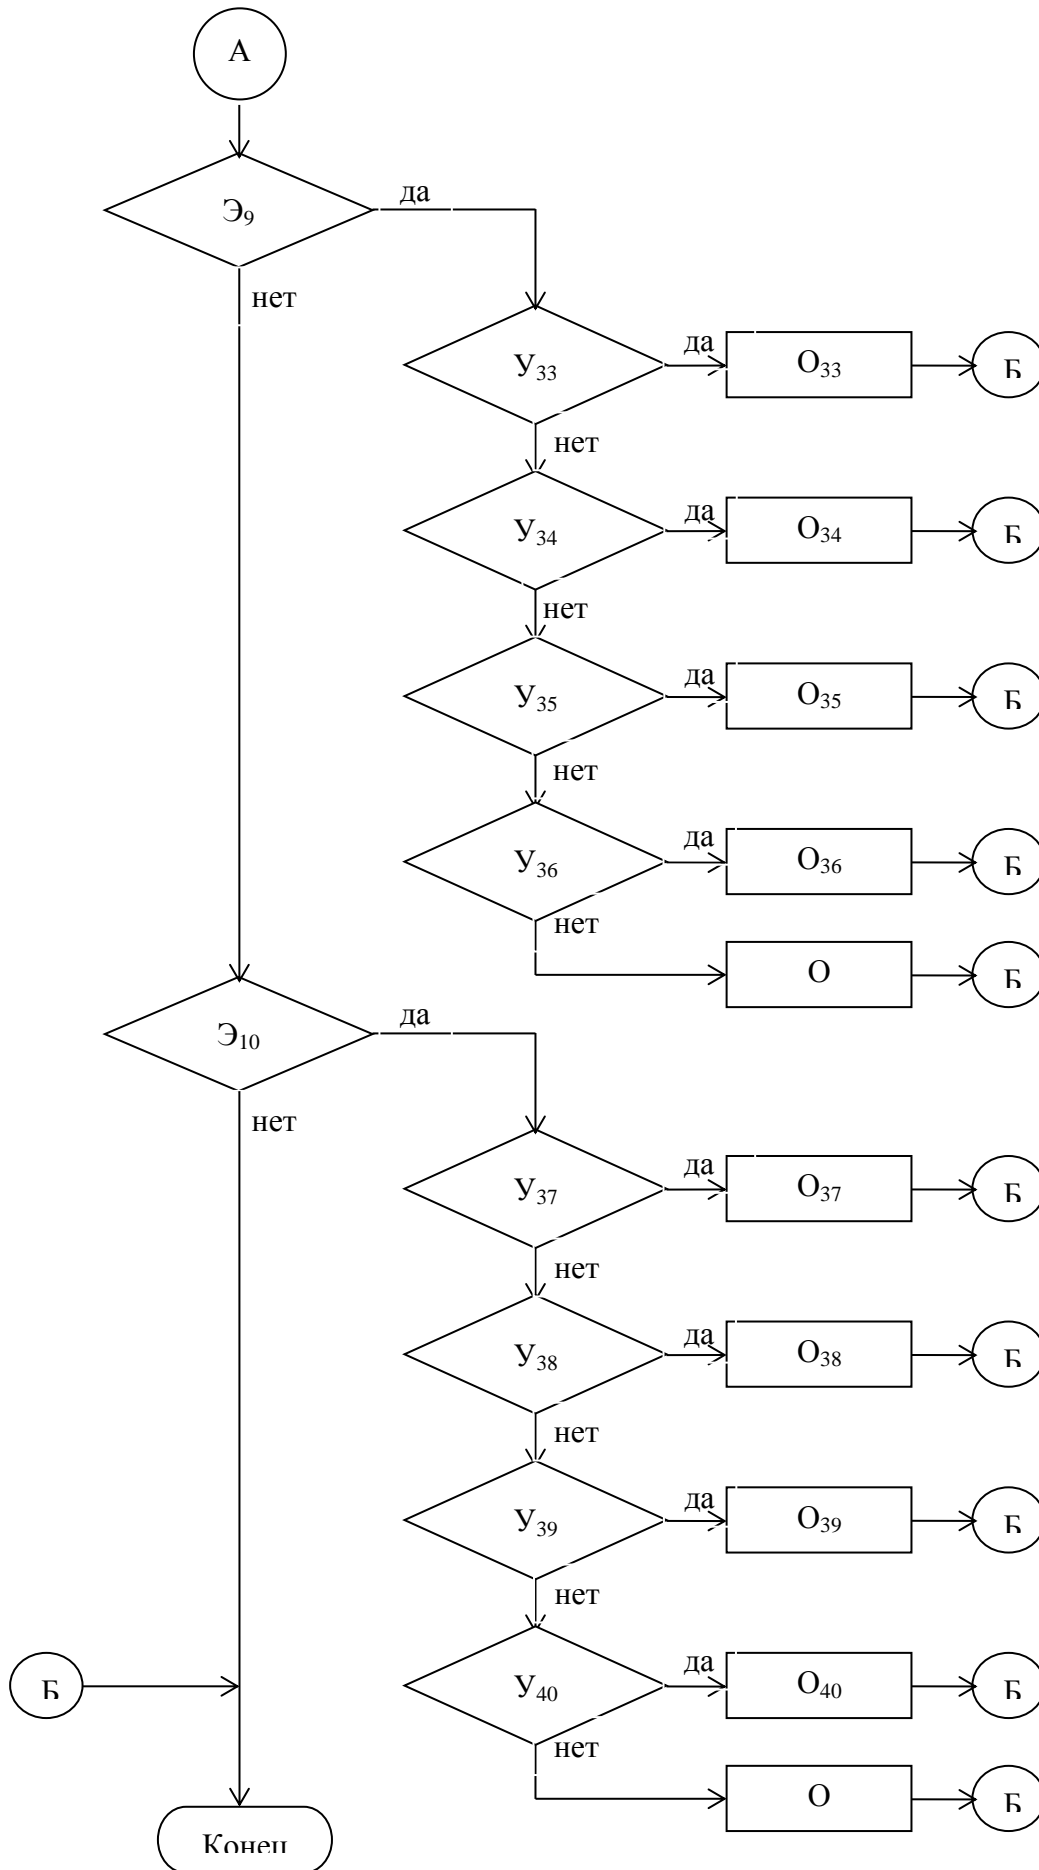 А
Э₉
да
нет
У₃₃
да
О₃₃
Б
нет
У₃₄
да
О₃₄
Б
нет
У₃₅
да
О₃₅
Б
нет
У₃₆
да
О₃₆
Б
нет
О
Б
Э₁₀
да
нет
У₃₇
да
О₃₇
Б
нет
У₃₈
да
О₃₈
Б
нет
У₃₉
да
О₃₉
Б
нет
Б
У₄₀
да
О₄₀
Б
нет
О
Б
Конец